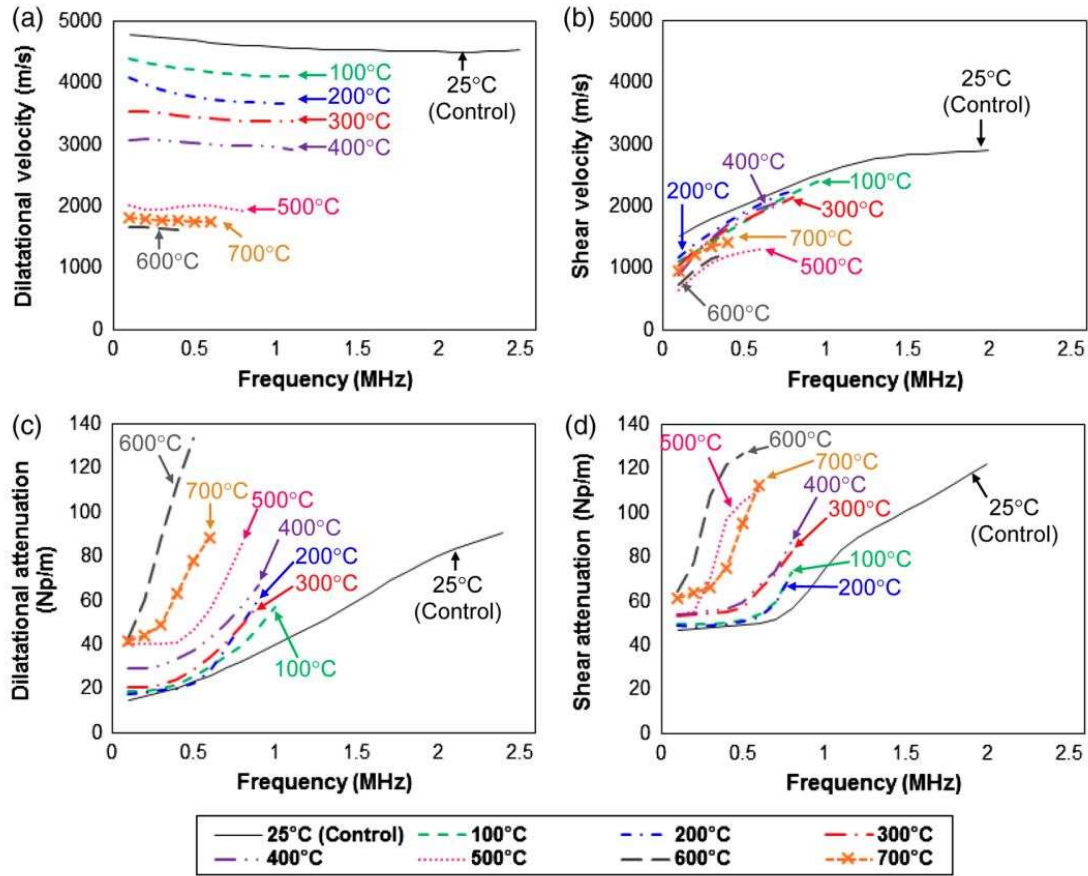 (a)
5000
4000
3000
2000
1000
0
Dilatational velocity (m/s)
100°C
200°C
300°C
400°C
500°C
600°C
700°C
25°C
(Control)
0 0.5 1 1.5 2 2.5
Frequency (MHz)
(b)
5000
4000
3000
2000
1000
0
Shear velocity (m/s)
200°C
400°C
25°C
(Control)
100°C
300°C
700°C
500°C
600°C
0 0.5 1 1.5 2 2.5
Frequency (MHz)
(c)
140
120
100
80
60
40
20
0
Dilatational attenuation
(Np/m)
600°C
700°C
500°C
400°C
200°C
300°C
100°C
25°C
(Control)
0 0.5 1 1.5 2 2.5
Frequency (MHz)
(d)
140
120
100
80
60
40
20
0
Shear attenuation (Np/m)
500°C
600°C
700°C
400°C
300°C
100°C
200°C
25°C
(Control)
0 0.5 1 1.5 2 2.5
Frequency (MHz)
25°C (Control) 100°C 200°C 300°C
400°C 500°C 600°C 700°C